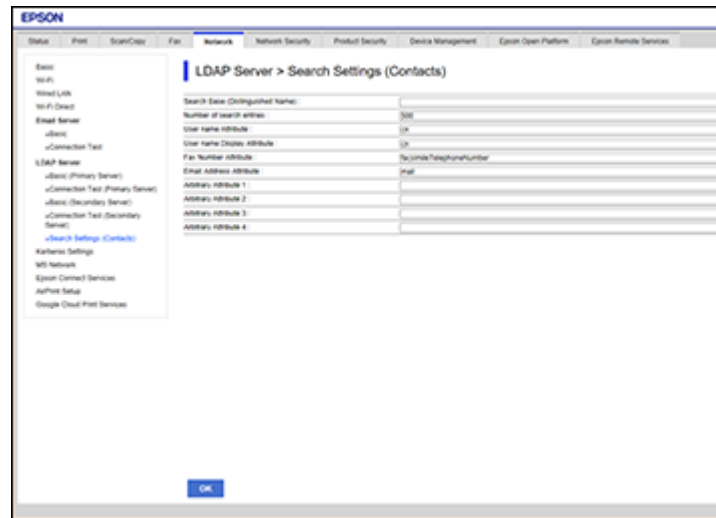 EPSON
Status Print Scan/Copy Fax Network Network Security Product Security Device Management Epson Open Platform Epson Remote Services
Basic
Wi-Fi
Wired LAN
Wi-Fi Direct
Email Server
»Basic
»Connection Test
LDAP Server
»Basic (Primary Server)
»Connection Test (Primary Server)
»Basic (Secondary Server)
»Connection Test (Secondary
Server)
»Search Settings (Contacts)
Kerberos Settings
MS Network
Epson Connect Services
AirPrint Setup
Google Cloud Print Services
LDAP Server > Search Settings (Contacts)
Search Base (Distinguished Name) :
Number of search entries : 500
User name Attribute : cn
User name Display Attribute : cn
Fax Number Attribute : facsimileTelephoneNumber
Email Address Attribute : mail
Arbitrary Attribute 1 :
Arbitrary Attribute 2 :
Arbitrary Attribute 3 :
Arbitrary Attribute 4 :
OK